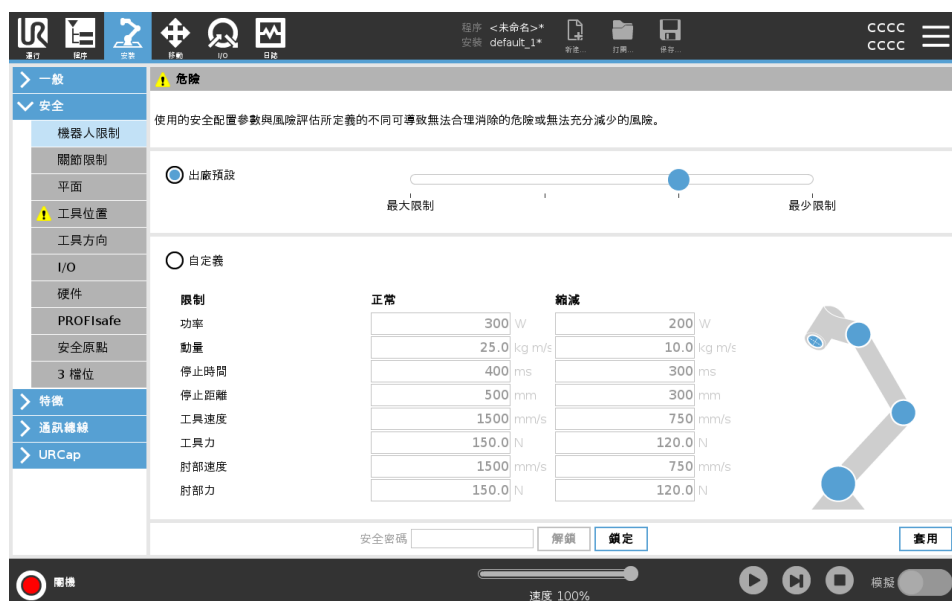 UR
運行
程序
安裝
移動
I/O
日誌
程序 <未命名>*
安裝 default_1*
新建...
打開...
保存...
CCCC
CCCC
一般
安全
機器人限制
關節限制
平面
工具位置
工具方向
I/O
硬件
PROFIsafe
安全原點
3 檔位
特徵
通訊總線
URCap
危險
使用的安全配置參數與風險評估所定義的不同可導致無法合理消除的危險或無法充分減少的風險。
出廠預設
最大限制
最少限制
自定義
限制 正常 縮減
功率 300 W 200 W
動量 25.0 kg m/s 10.0 kg m/s
停止時間 400 ms 300 ms
停止距離 500 mm 300 mm
工具速度 1500 mm/s 750 mm/s
工具力 150.0 N 120.0 N
肘部速度 1500 mm/s 750 mm/s
肘部力 150.0 N 120.0 N
安全密碼
解鎖
鎖定
套用
關機
速度 100%
模擬